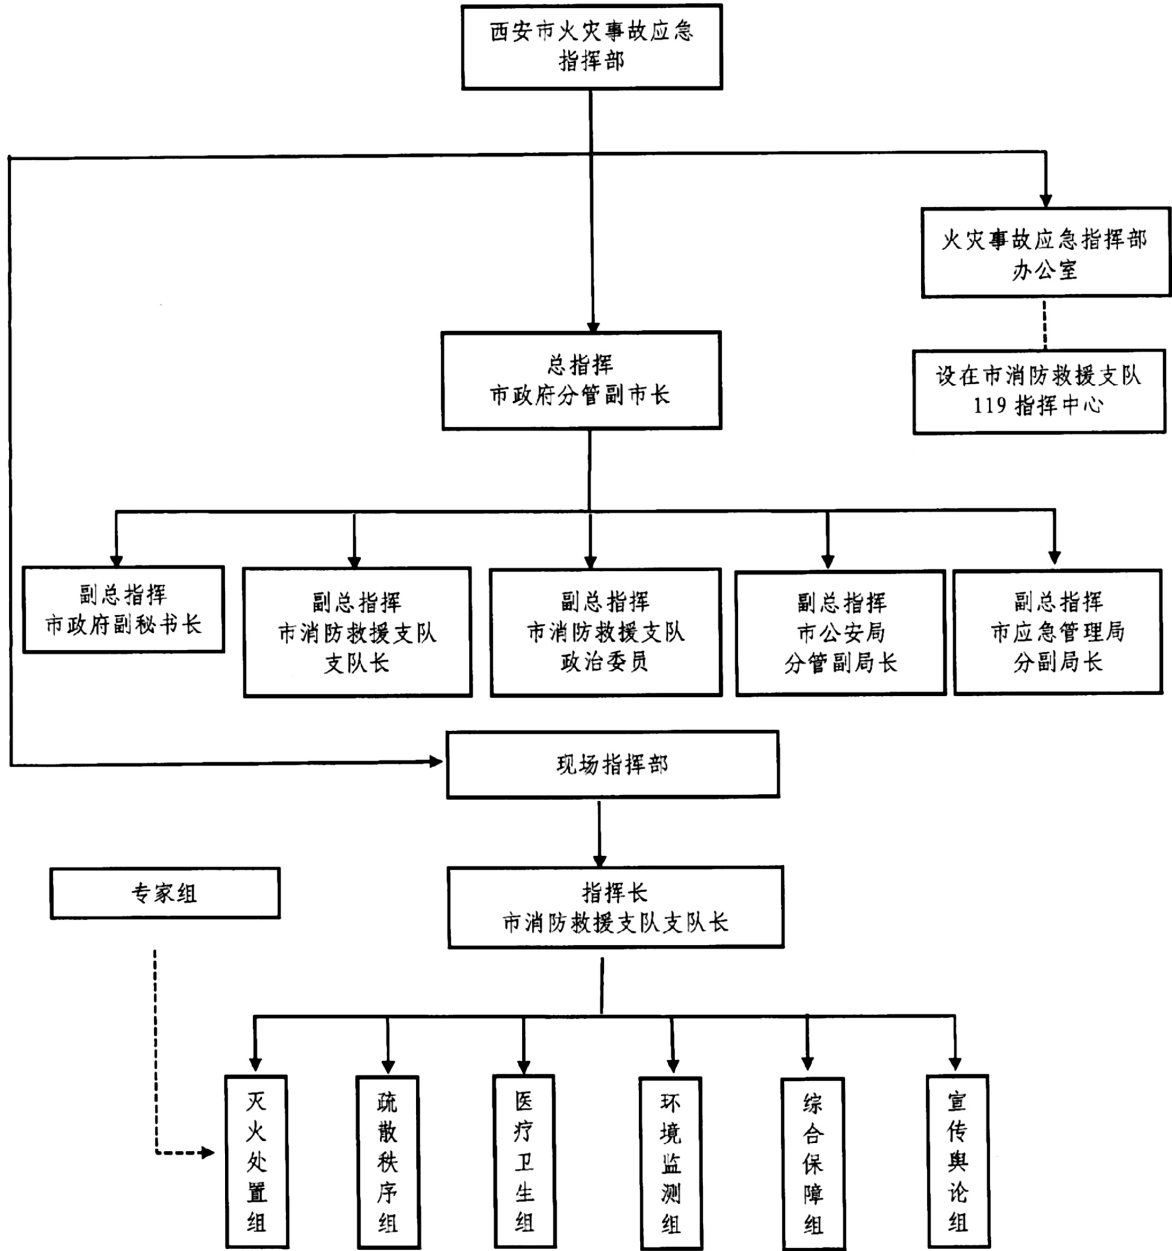 西安市火灾事故应急
指挥部
火灾事故应急指挥部
办公室
总指挥
市政府分管副市长
设在市消防救援支队
119 指挥中心
副总指挥
市政府副秘书长
副总指挥
市消防救援支队
支队长
副总指挥
市消防救援支队
政治委员
副总指挥
市公安局
分管副局长
副总指挥
市应急管理局
分副局长
现场指挥部
专家组
指挥长
市消防救援支队支队长
灭火处置组
疏散秩序组
医疗卫生组
环境监测组
综合保障组
宣传舆论组